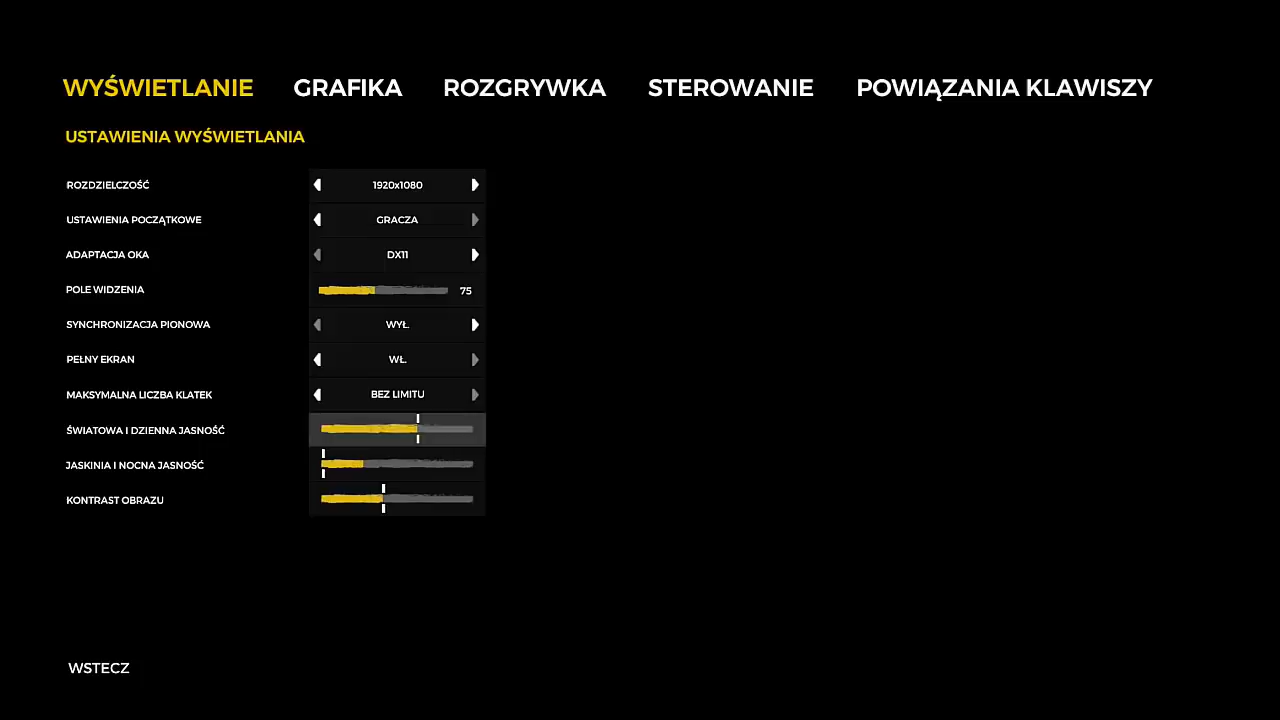 WYŚWIETLANIE GRAFIKA ROZGRYWKA STEROWANIE POWIĄZANIA KLAWISZY
USTAWIENIA WYŚWIETLANIA
ROZDZIELCZOŚĆ 1920x1080
USTAWIENIA POCZĄTKOWE GRACZA
ADAPTACJA OKA DX11
POLE WIDZENIA 75
SYNCHRONIZACJA PIONOWA WYŁ.
PEŁNY EKRAN WŁ.
MAKSYMALNA LICZBA KLATEK BEZ LIMITU
ŚWIATOWA I DZIENNA JASNOŚĆ
JASKINIA I NOCNA JASNOŚĆ
KONTRAST OBRAZU
WSTECZ